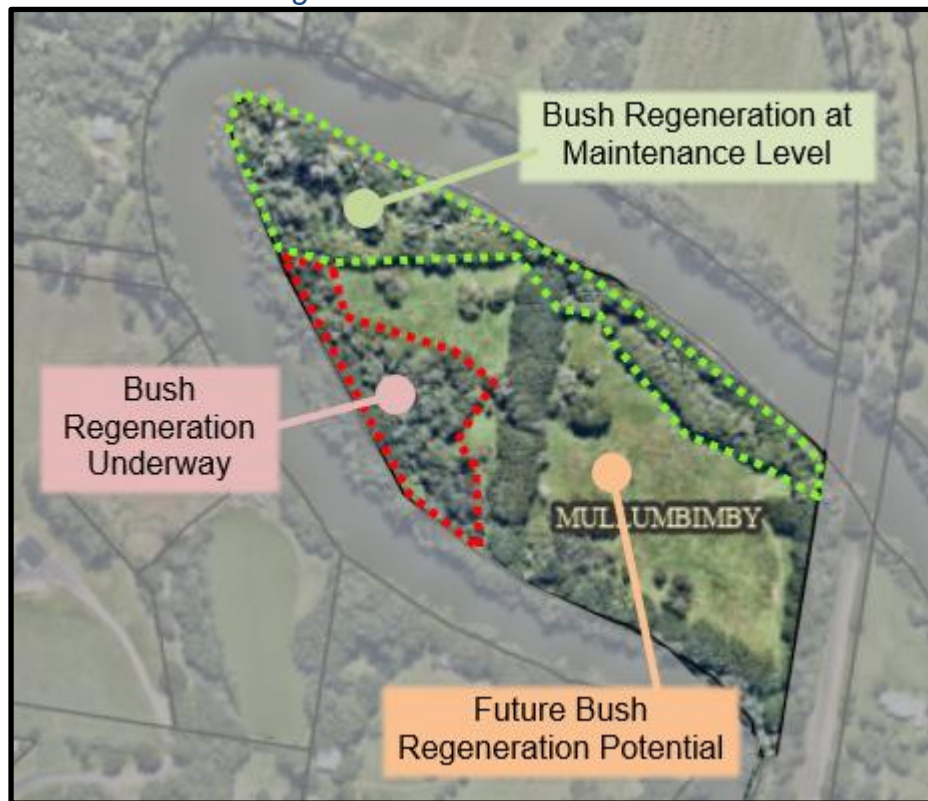 Bush Regeneration at
Maintenance Level
Bush
Regeneration
Underway
MULLUMBIMBY
Future Bush
Regeneration Potential